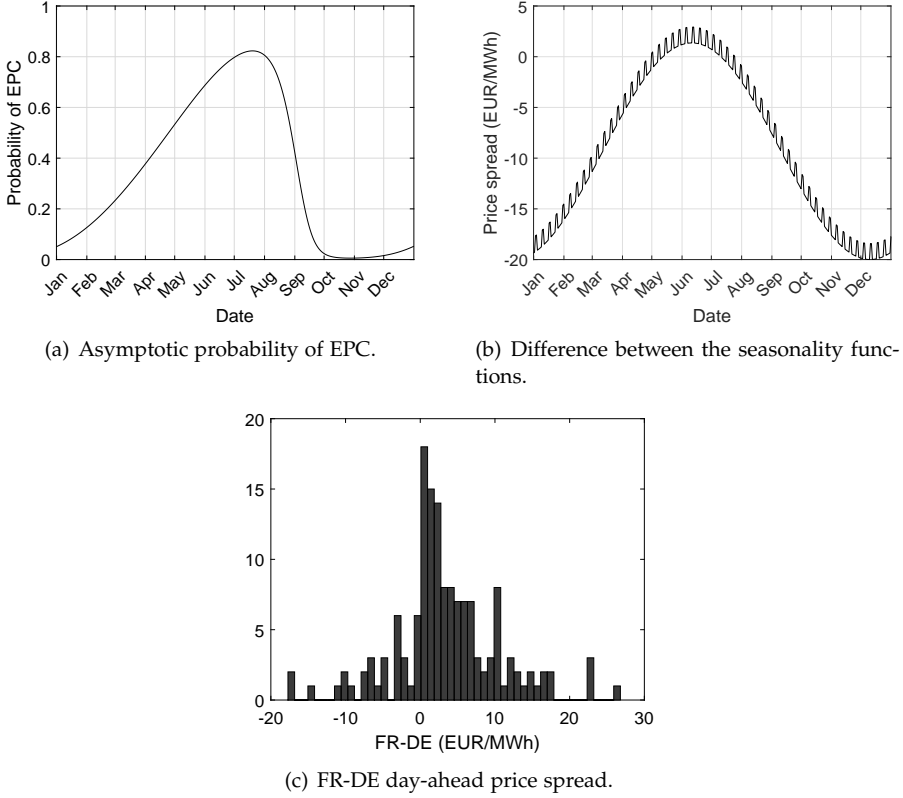 1
0.8
0.6
0.4
0.2
0
Probability of EPC
Jan Feb Mar Apr May Jun Jul Aug Sep Oct Nov Dec
Date
(a) Asymptotic probability of EPC.
5
0
-5
-10
-15
-20
Price spread (EUR/MWh)
Jan Feb Mar Apr May Jun Jul Aug Sep Oct Nov Dec
Date
(b) Difference between the seasonality func-
tions.
20
15
10
5
0
-20 -10 0 10 20 30
FR-DE (EUR/MWh)
(c) FR-DE day-ahead price spread.